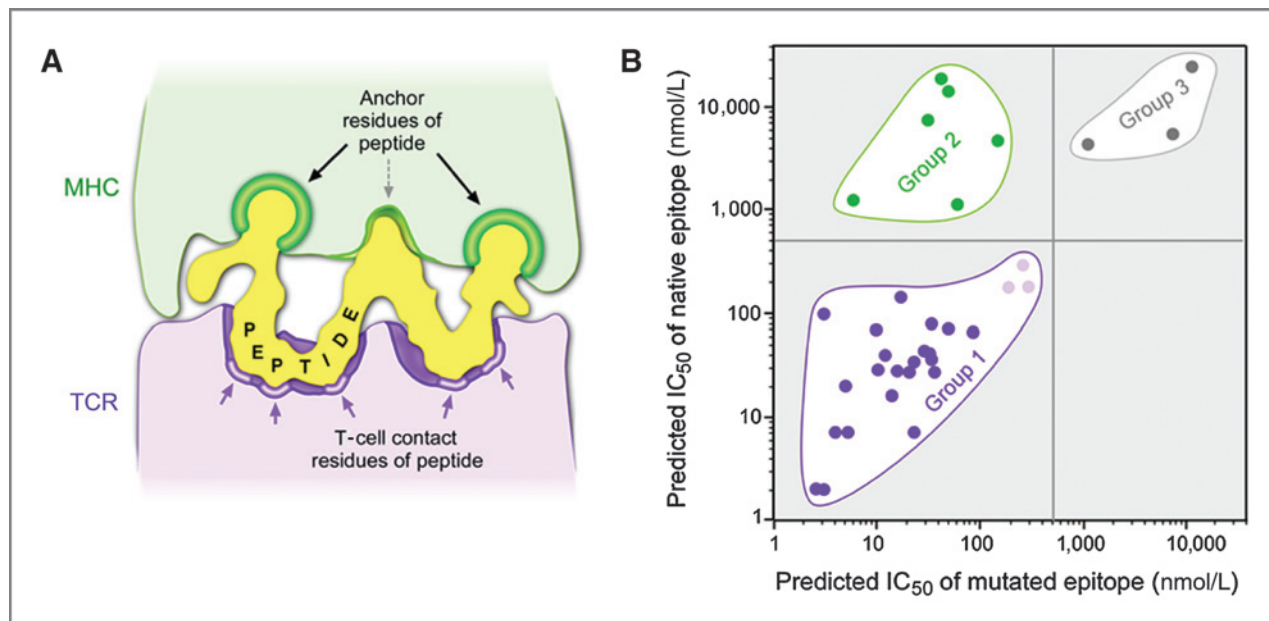 A
Anchor
residues of
peptide
MHC
PEPTIDE
TCR
T-cell contact
residues of peptide
B
Predicted IC50 of native epitope (nmol/L)
10,000
1,000
100
10
1
Group 2
Group 3
Group 1
1
10
100
1,000
10,000
Predicted IC50 of mutated epitope (nmol/L)